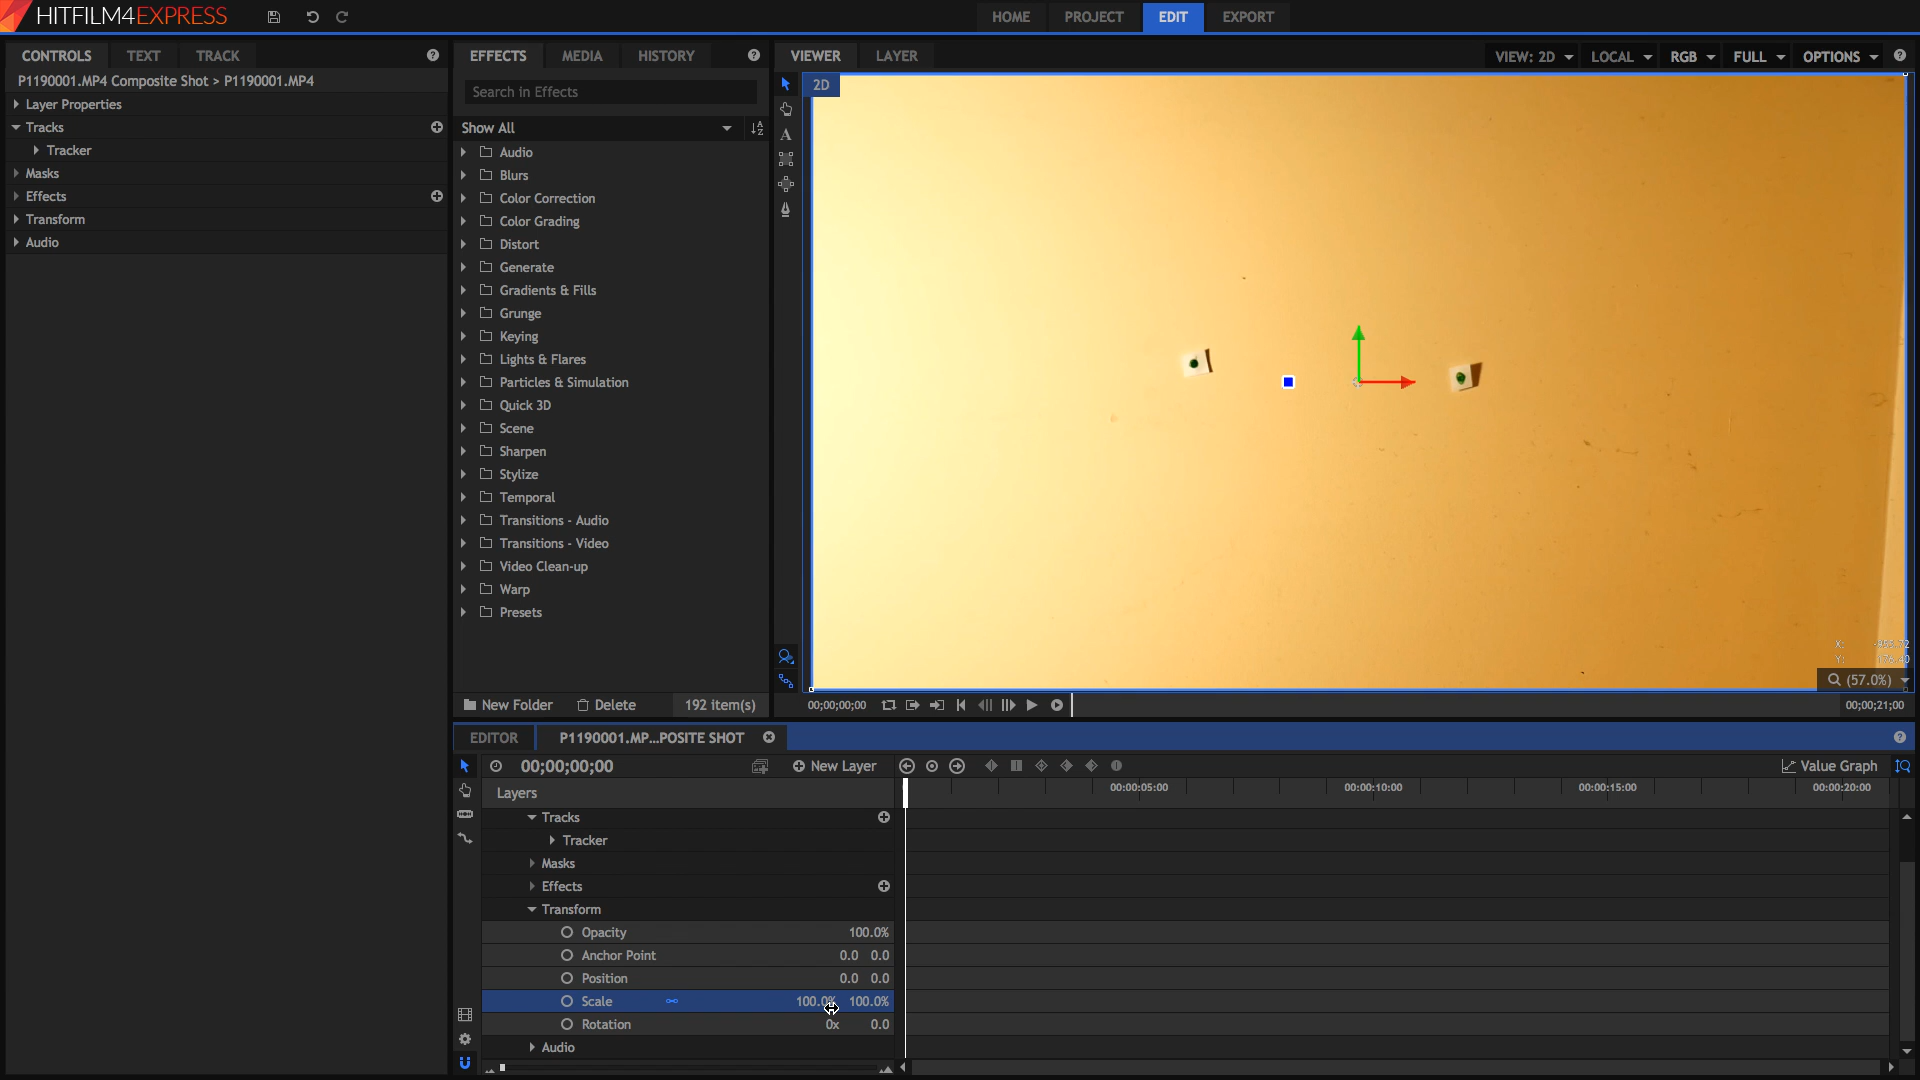 HITFILM4EXPRESS
HOME PROJECT EDIT EXPORT
CONTROLS TEXT TRACK
P1190001.MP4 Composite Shot > P1190001.MP4
Layer Properties
Tracks
Tracker
Masks
Effects
Transform
Audio
EFFECTS MEDIA HISTORY
Search in Effects
Show All
Audio
Blurs
Color Correction
Color Grading
Distort
Generate
Gradients & Fills
Grunge
Keying
Lights & Flares
Particles & Simulation
Quick 3D
Scene
Sharpen
Stylize
Temporal
Transitions - Audio
Transitions - Video
Video Clean-up
Warp
Presets
New Folder Delete 192 item(s)
VIEWER LAYER
VIEW: 2D LOCAL RGB FULL OPTIONS
2D
A
X:
Y:
(57.0%)
00;00;00;00
00;00;21;00
EDITOR P1190001.MP...POSITE SHOT
00;00;00;00 New Layer Value Graph
Layers 00:00:05:00 00:00:10:00 00:00:15:00 00:00:20:00
Tracks
Tracker
Masks
Effects
Transform
Opacity 100.0%
Anchor Point 0.0 0.0
Position 0.0 0.0
Scale 100.0% 100.0%
Rotation 0x 0.0
Audio